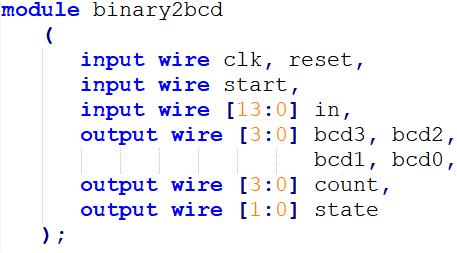 module binary2bcd
(
input wire clk, reset,
input wire start,
input wire [13:0] in,
output wire [3:0] bcd3, bcd2,
bcd1, bcd0,
output wire [3:0] count,
output wire [1:0] state
);